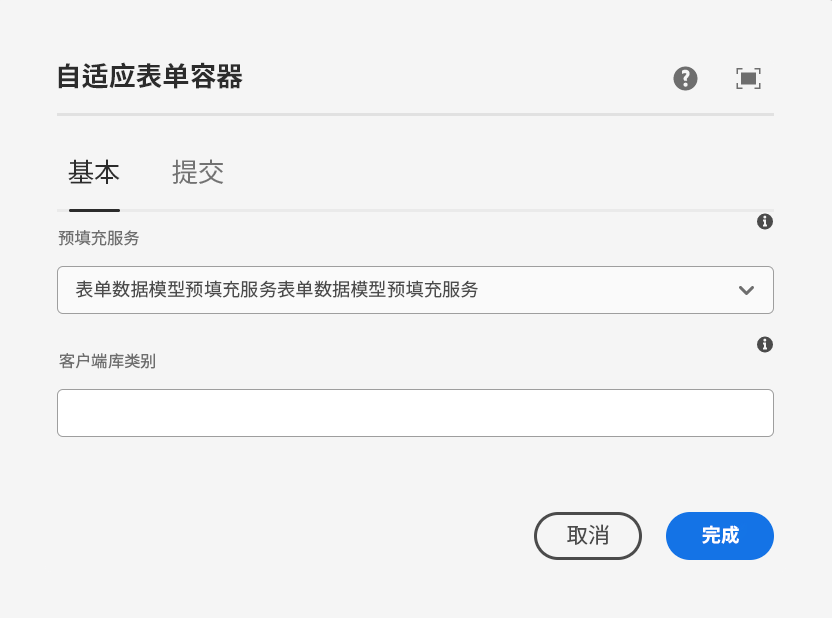 自适应表单容器
基本 提交
预填充服务
表单数据模型预填充服务表单数据模型预填充服务
客户端库类别
取消 完成